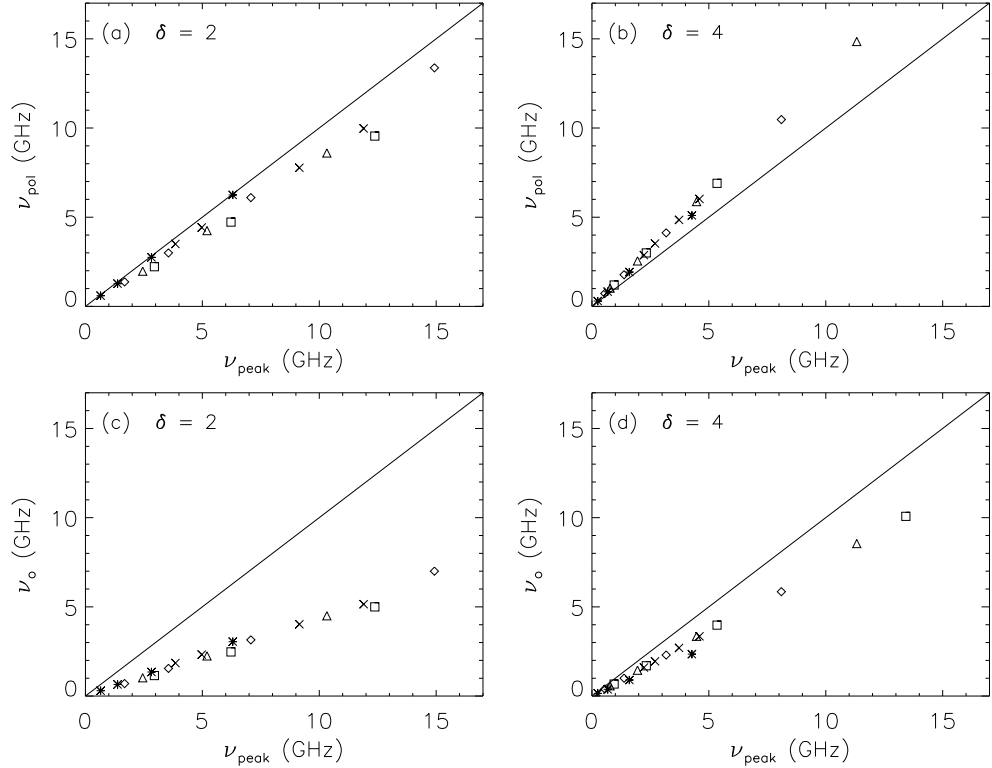 (a) δ = 2
15
10
5
0
ν_pol (GHz)
0 5 10 15
ν_peak (GHz)
(b) δ = 4
15
10
5
0
ν_pol (GHz)
0 5 10 15
ν_peak (GHz)
(c) δ = 2
15
10
5
0
ν_o (GHz)
0 5 10 15
ν_peak (GHz)
(d) δ = 4
15
10
5
0
ν_o (GHz)
0 5 10 15
ν_peak (GHz)